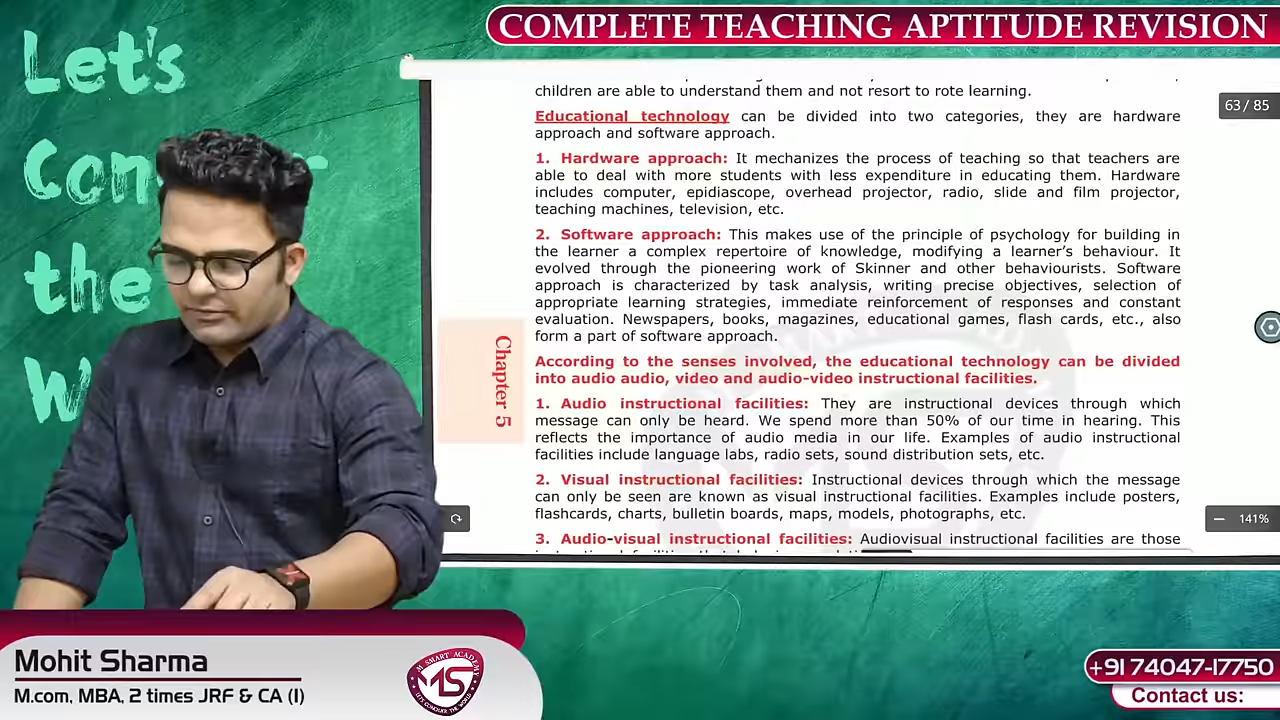 COMPLETE TEACHING APTITUDE REVISION
Let's
Con
the
W
children are able to understand them and not resort to rote learning.
63 / 85
Educational technology can be divided into two categories, they are hardware
approach and software approach.
1. Hardware approach: It mechanizes the process of teaching so that teachers are
able to deal with more students with less expenditure in educating them. Hardware
includes computer, epidiascope, overhead projector, radio, slide and film projector,
teaching machines, television, etc.
2. Software approach: This makes use of the principle of psychology for building in
the learner a complex repertoire of knowledge, modifying a learner's behaviour. It
evolved through the pioneering work of Skinner and other behaviourists. Software
approach is characterized by task analysis, writing precise objectives, selection of
appropriate learning strategies, immediate reinforcement of responses and constant
evaluation. Newspapers, books, magazines, educational games, flash cards, etc., also
form a part of software approach.
Chapter 5
According to the senses involved, the educational technology can be divided
into audio audio, video and audio-video instructional facilities.
1. Audio instructional facilities: They are instructional devices through which
message can only be heard. We spend more than 50% of our time in hearing. This
reflects the importance of audio media in our life. Examples of audio instructional
facilities include language labs, radio sets, sound distribution sets, etc.
2. Visual instructional facilities: Instructional devices through which the message
can only be seen are known as visual instructional facilities. Examples include posters,
flashcards, charts, bulletin boards, maps, models, photographs, etc.
141%
3. Audio-visual instructional facilities: Audiovisual instructional facilities are those
Mohit Sharma
M.com, MBA, 2 times JRF & CA (I)
M SMART ACADEMY
MS
LET'S CONQUER THE WORLD
+91 74047-17750
Contact us: